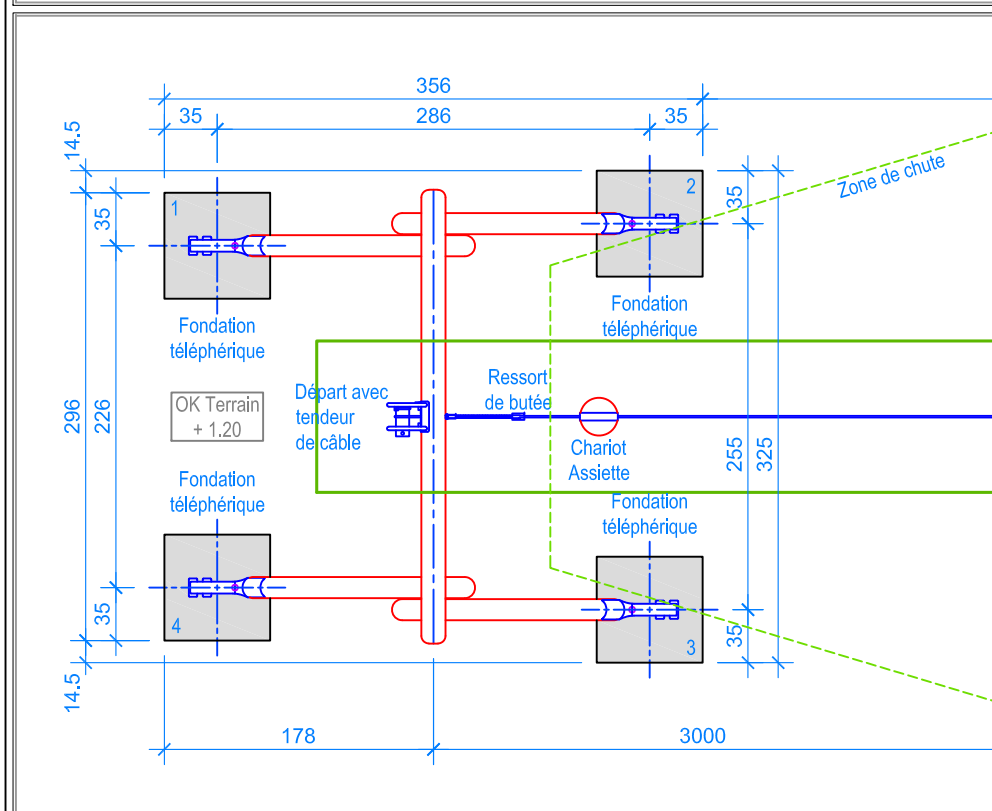 356
35
286
35
14.5
35
296
226
35
14.5
1
2
35
Zone de chute
Fondation
téléphérique
Fondation
téléphérique
OK Terrain
+ 1.20
Départ avec
tendeur
de câble
Ressort
de butée
Chariot
Assiette
255
325
Fondation
téléphérique
Fondation
téléphérique
4
3
35
178
3000